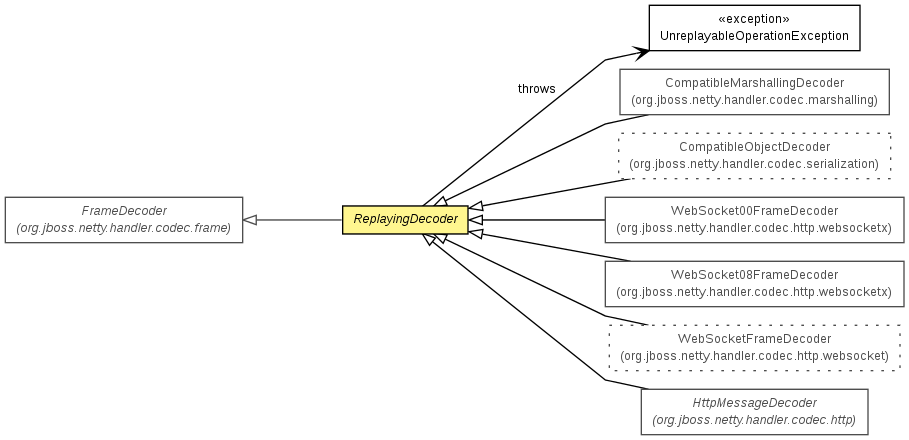 «exception»
UnreplayableOperationException
throws
CompatibleMarshallingDecoder
(org.jboss.netty.handler.codec.marshalling)
CompatibleObjectDecoder
(org.jboss.netty.handler.codec.serialization)
FrameDecoder
(org.jboss.netty.handler.codec.frame)
ReplayingDecoder
WebSocket00FrameDecoder
(org.jboss.netty.handler.codec.http.websocketx)
WebSocket08FrameDecoder
(org.jboss.netty.handler.codec.http.websocketx)
WebSocketFrameDecoder
(org.jboss.netty.handler.codec.http.websocket)
HttpMessageDecoder
(org.jboss.netty.handler.codec.http)